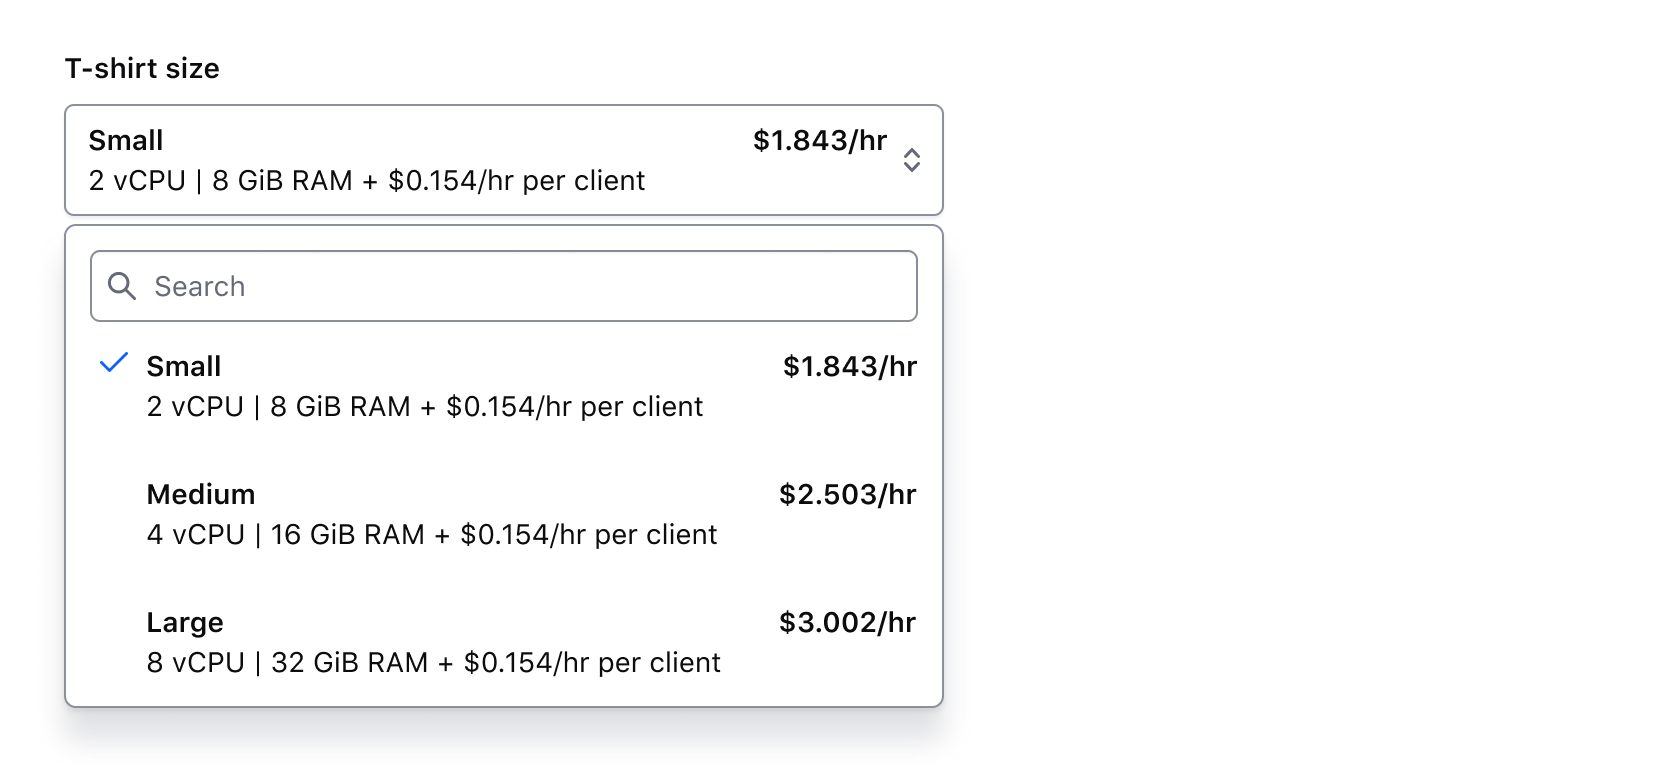 T-shirt size
Small $1.843/hr
2 vCPU | 8 GiB RAM + $0.154/hr per client
Search
Small $1.843/hr
2 vCPU | 8 GiB RAM + $0.154/hr per client
Medium $2.503/hr
4 vCPU | 16 GiB RAM + $0.154/hr per client
Large $3.002/hr
8 vCPU | 32 GiB RAM + $0.154/hr per client